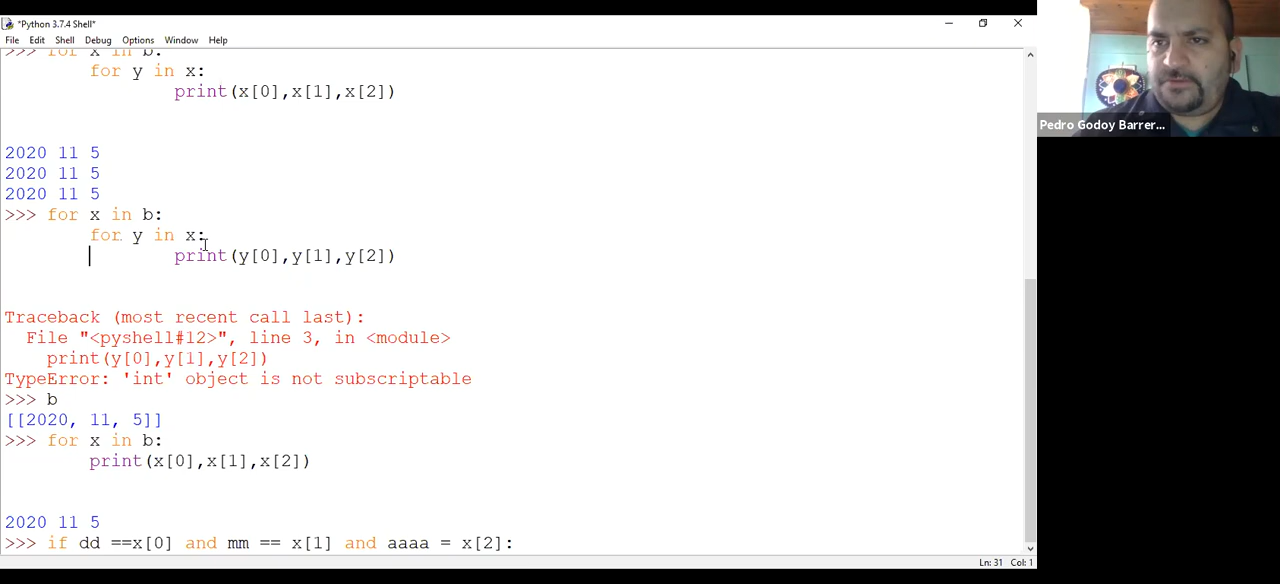 *Python 3.7.4 Shell*
File Edit Shell Debug Options Window Help
>>> for x in b:
for y in x:
print(x[0],x[1],x[2])
2020 11 5
2020 11 5
2020 11 5
>>> for x in b:
for y in x:
print(y[0],y[1],y[2])
Traceback (most recent call last):
File "<pyshell#12>", line 3, in <module>
print(y[0],y[1],y[2])
TypeError: 'int' object is not subscriptable
>>> b
[[2020, 11, 5]]
>>> for x in b:
print(x[0],x[1],x[2])
2020 11 5
>>> if dd ==x[0] and mm == x[1] and aaaa = x[2]:
Ln: 31 Col: 1
Pedro Godoy Barrer...